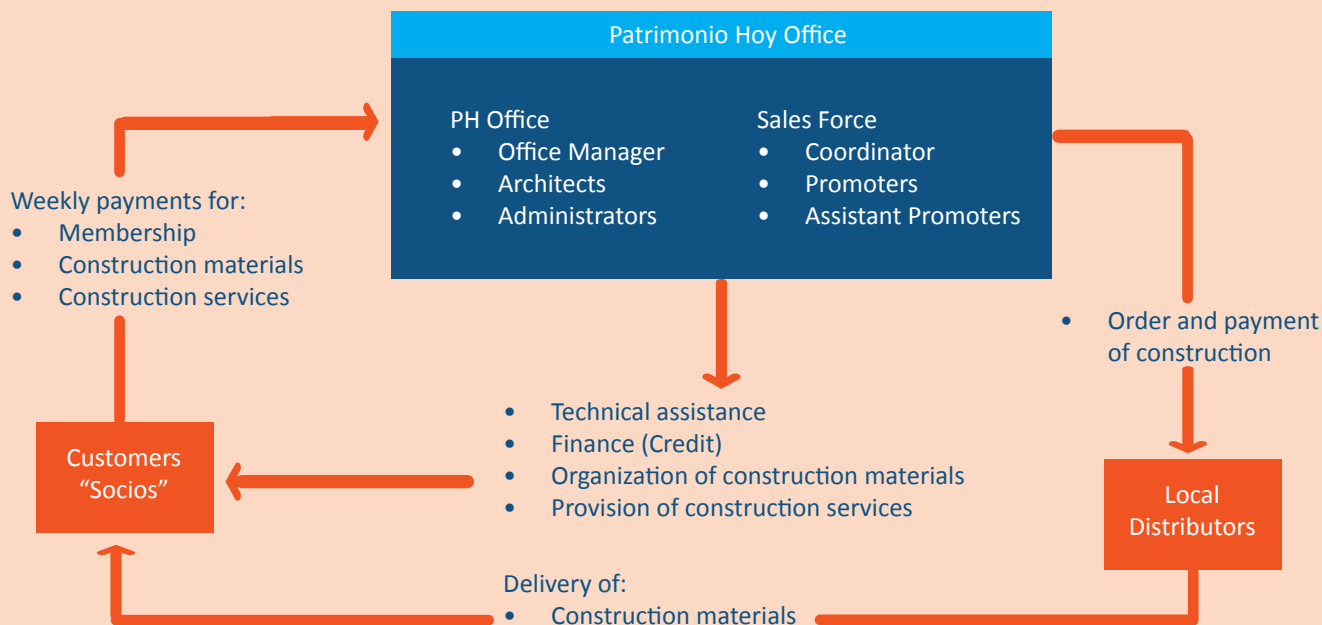 Patrimonio Hoy Office
PH Office
• Office Manager
• Architects
• Administrators
Sales Force
• Coordinator
• Promoters
• Assistant Promoters
Weekly payments for:
• Membership
• Construction materials
• Construction services
• Order and payment
of construction
• Technical assistance
• Finance (Credit)
• Organization of construction materials
• Provision of construction services
Customers
“Socios”
Local
Distributors
Delivery of:
• Construction materials